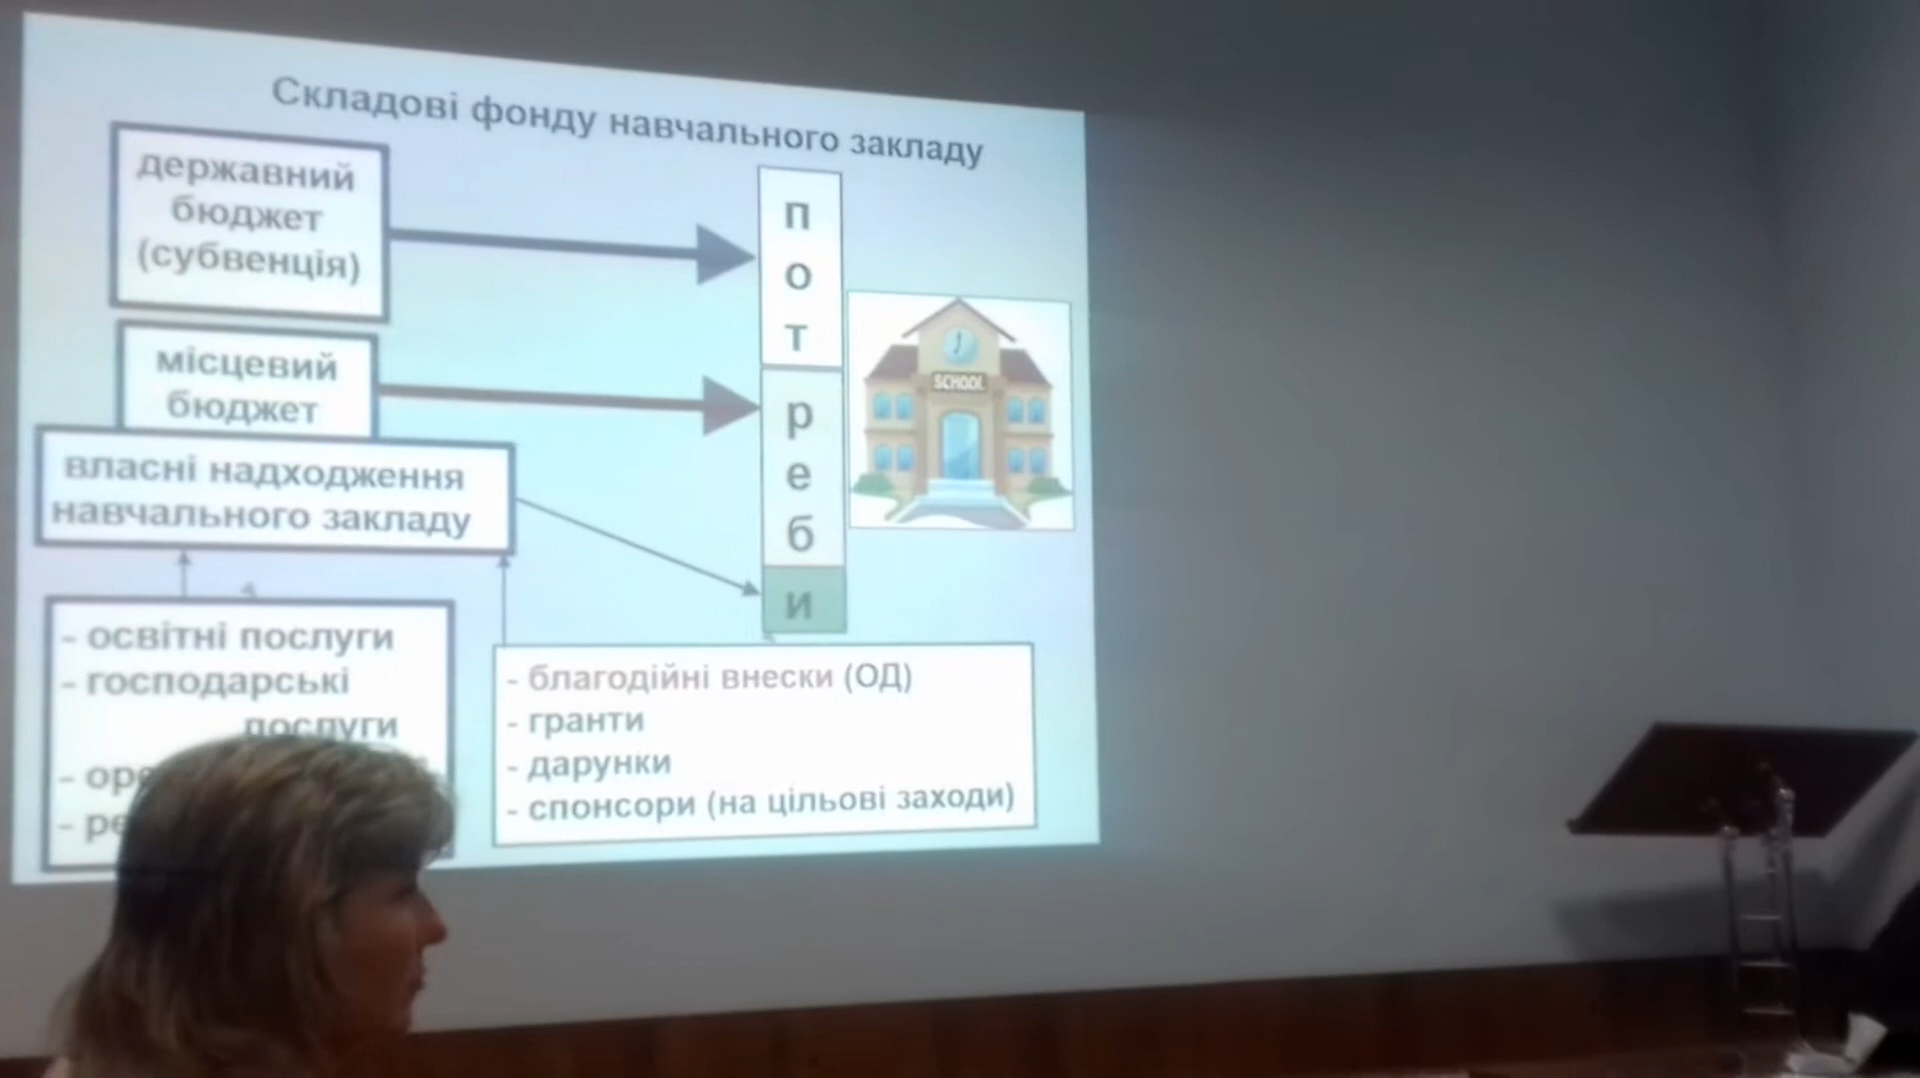 Складові фонду навчального закладу
державний
бюджет
(субвенція)
місцевий
бюджет
власні надходження
навчального закладу
- освітні послуги
- господарські
послуги
п
о
т
р
е
б
и
SCHOOL
- благодійні внески (ОД)
- гранти
- дарунки
- спонсори (на цільові заходи)